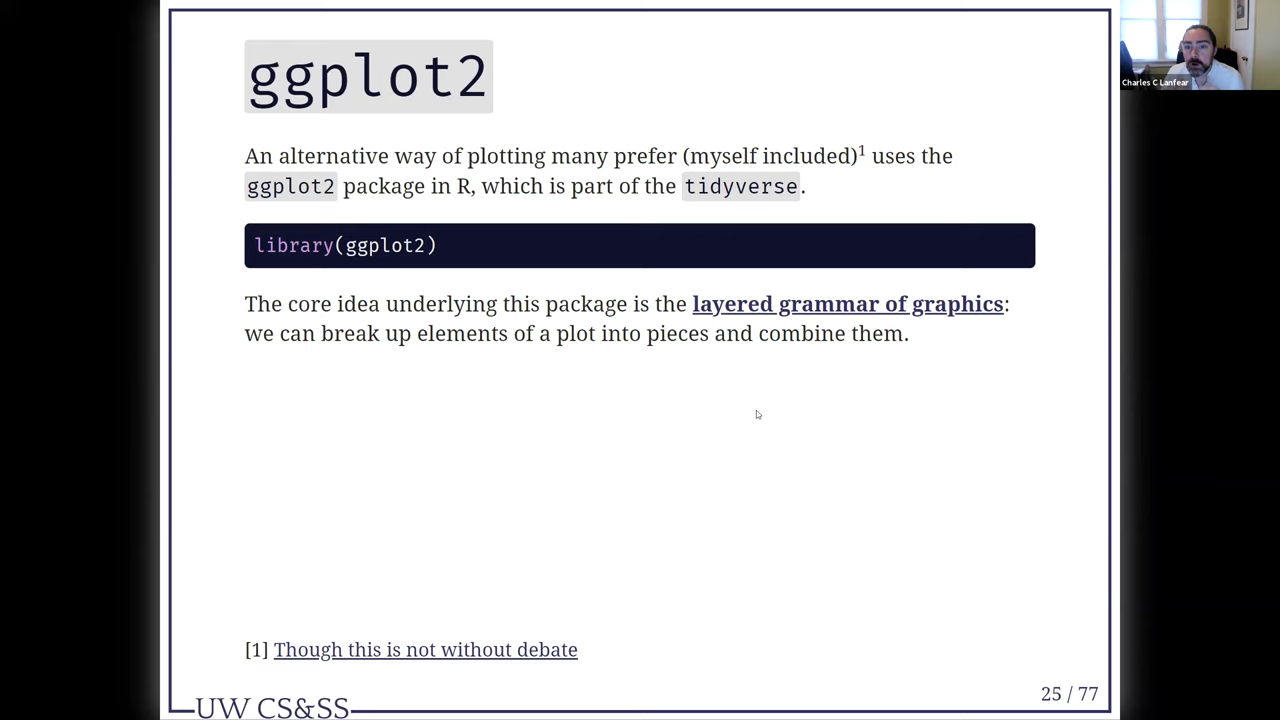 ggplot2
Charles C Lanfear
An alternative way of plotting many prefer (myself included)1 uses the
ggplot2 package in R, which is part of the tidyverse.
library(ggplot2)
The core idea underlying this package is the layered grammar of graphics:
we can break up elements of a plot into pieces and combine them.
[1] Though this is not without debate
25 / 77
UW CS&SS